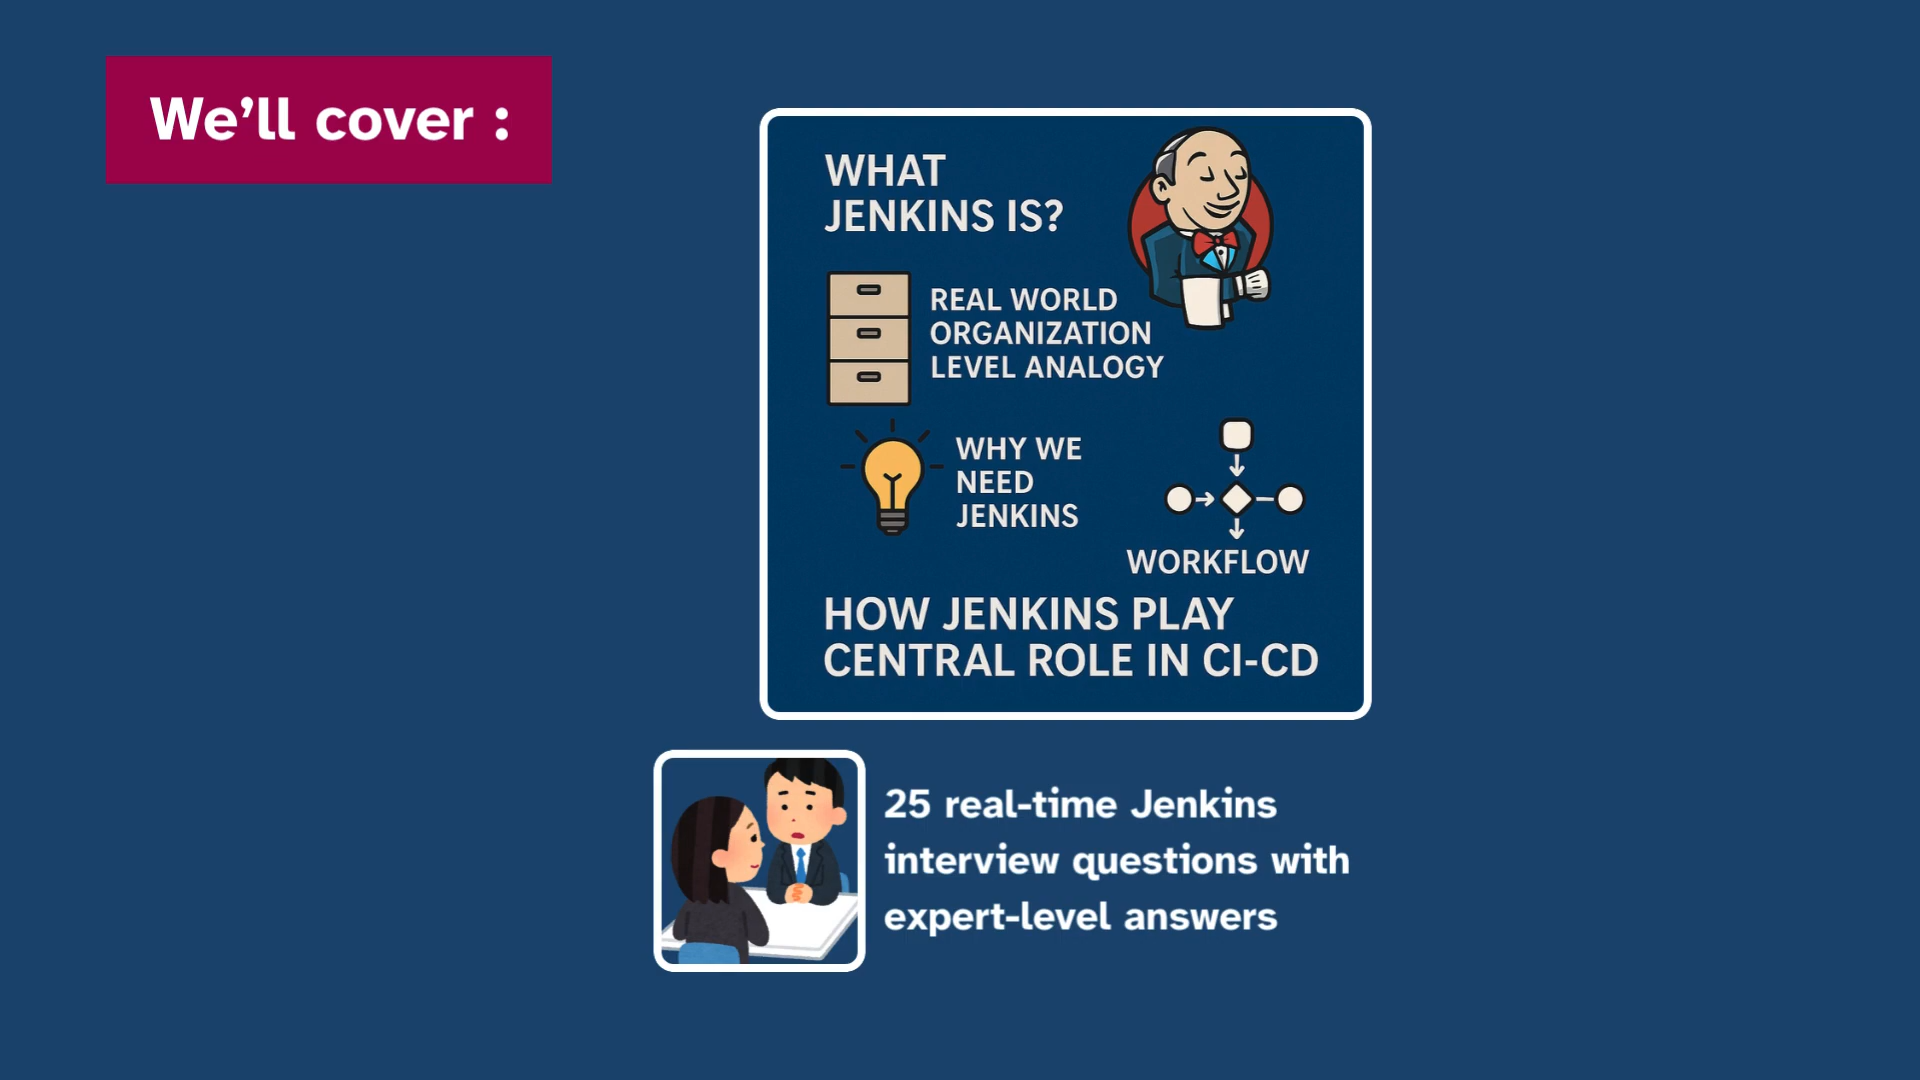 We’ll cover :
WHAT
JENKINS IS?
REAL WORLD
ORGANIZATION
LEVEL ANALOGY
WHY WE
NEED
JENKINS
WORKFLOW
HOW JENKINS PLAY
CENTRAL ROLE IN CI-CD
25 real-time Jenkins
interview questions with
expert-level answers